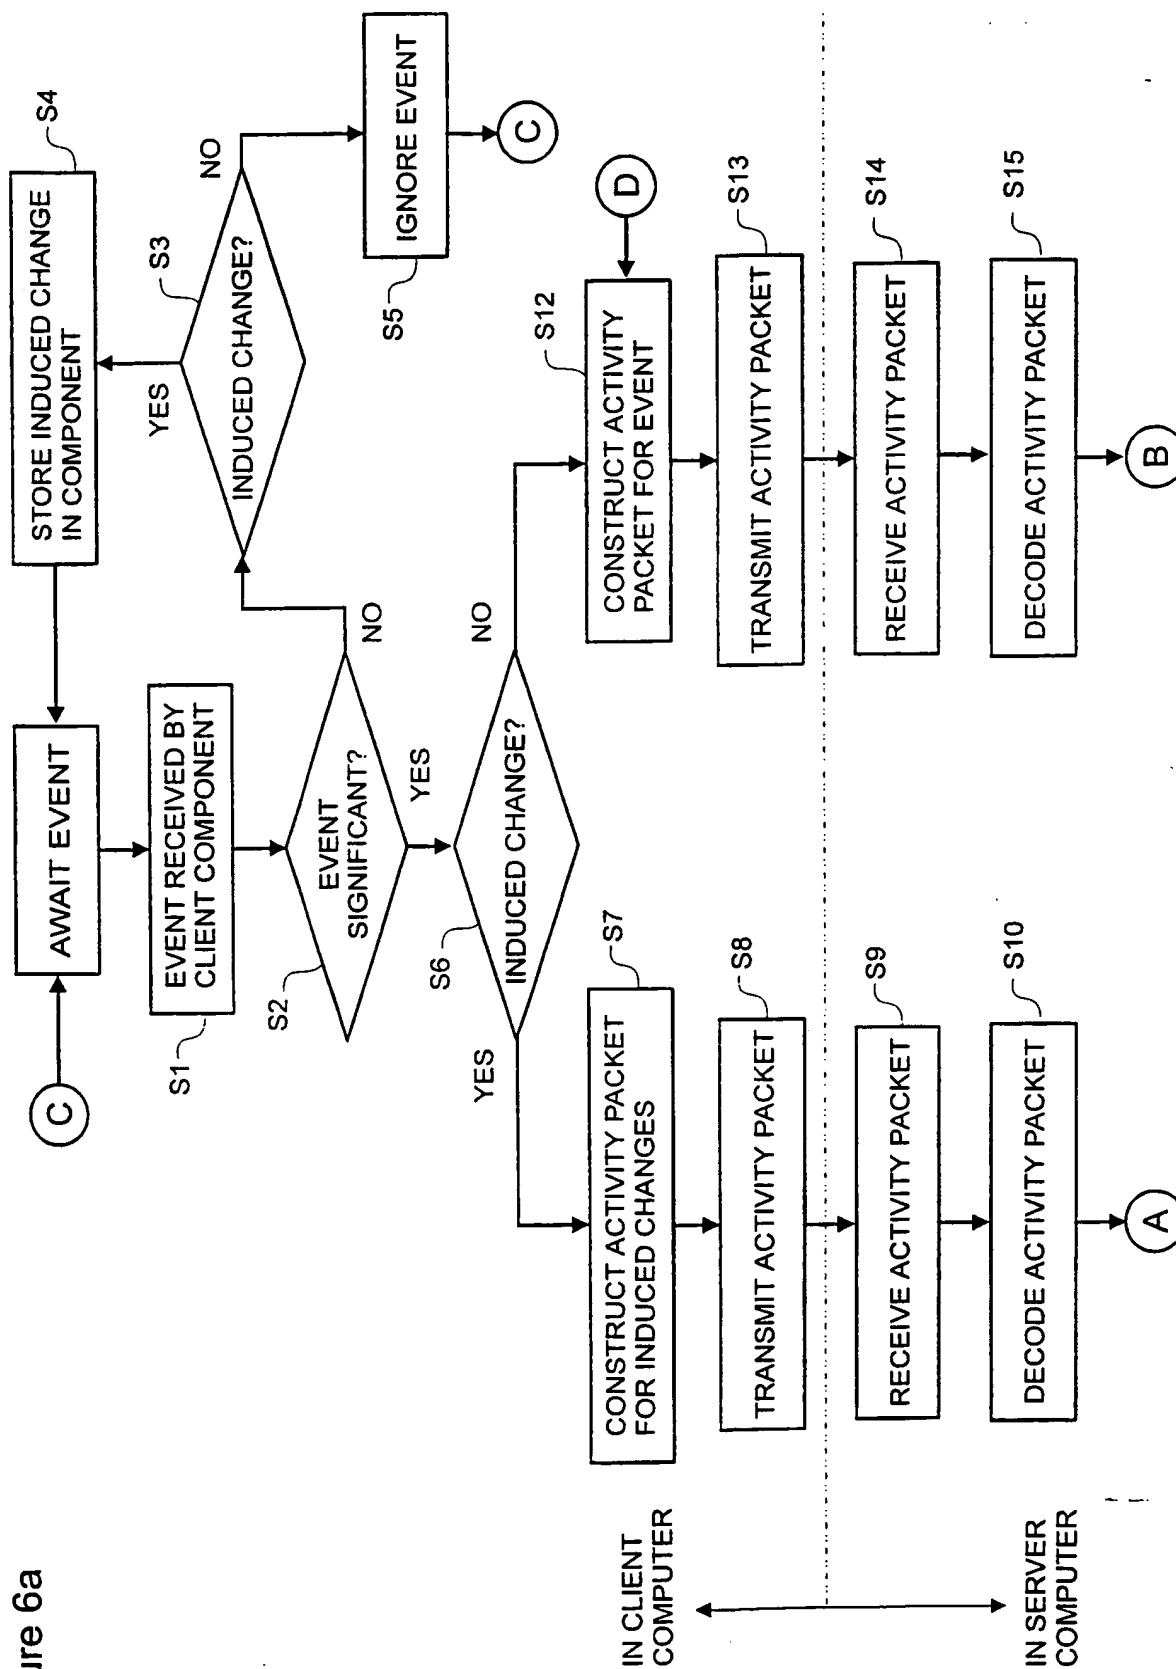 ure 6a
C
AWAIT EVENT
STORE INDUCED CHANGE
IN COMPONENT
S4
S1
EVENT RECEIVED BY
CLIENT COMPONENT
YES
S3
INDUCED CHANGE?
NO
S2
EVENT
SIGNIFICANT?
NO
YES
S5
IGNORE EVENT
C
S6
INDUCED CHANGE?
YES
NO
S7
CONSTRUCT ACTIVITY PACKET
FOR INDUCED CHANGES
S12
CONSTRUCT ACTIVITY
PACKET FOR EVENT
D
TRANSMIT ACTIVITY PACKET
S8
TRANSMIT ACTIVITY PACKET
S13
IN CLIENT
COMPUTER
RECEIVE ACTIVITY PACKET
S9
RECEIVE ACTIVITY PACKET
S14
DECODE ACTIVITY PACKET
S10
DECODE ACTIVITY PACKET
S15
IN SERVER
COMPUTER
A
B